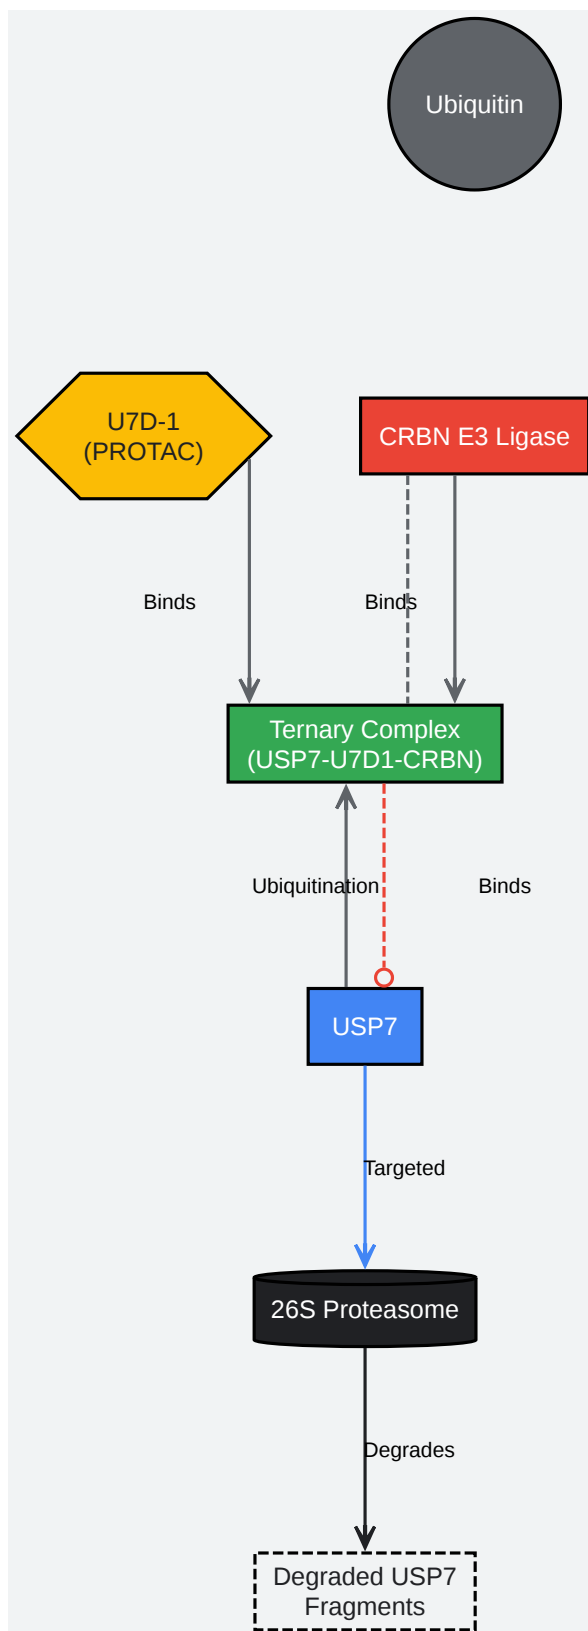 Ubiquitin
U7D-1
(PROTAC)
CRBN E3 Ligase
Binds
Binds
Ternary Complex
(USP7-U7D1-CRBN)
Ubiquitination
Binds
USP7
Targeted
26S Proteasome
Degrades
Degraded USP7
Fragments